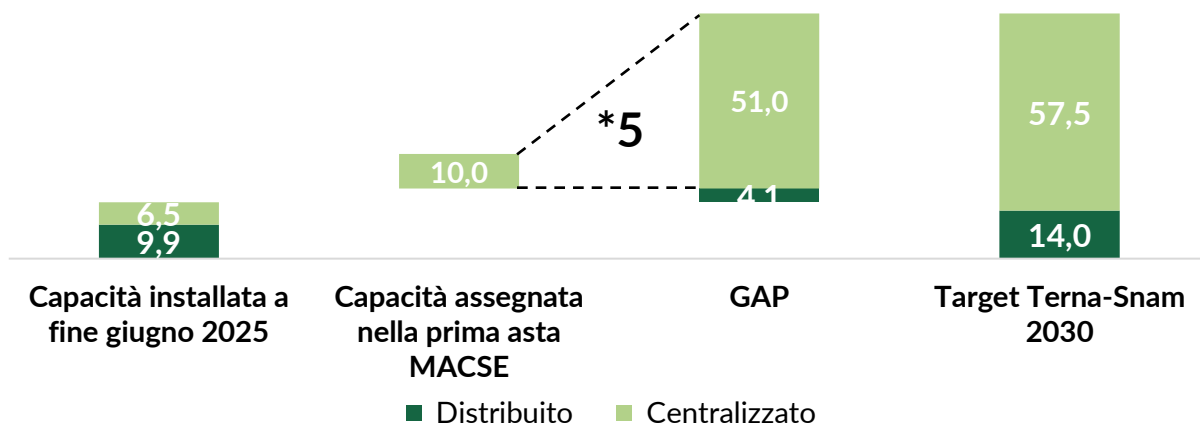 51,0
57,5
*5
10,0
4,1
6,5
9,9
14,0
Capacità installata a
fine giugno 2025
Capacità assegnata
nella prima asta
MACSE
GAP
Target Terna-Snam
2030
Distribuito
Centralizzato